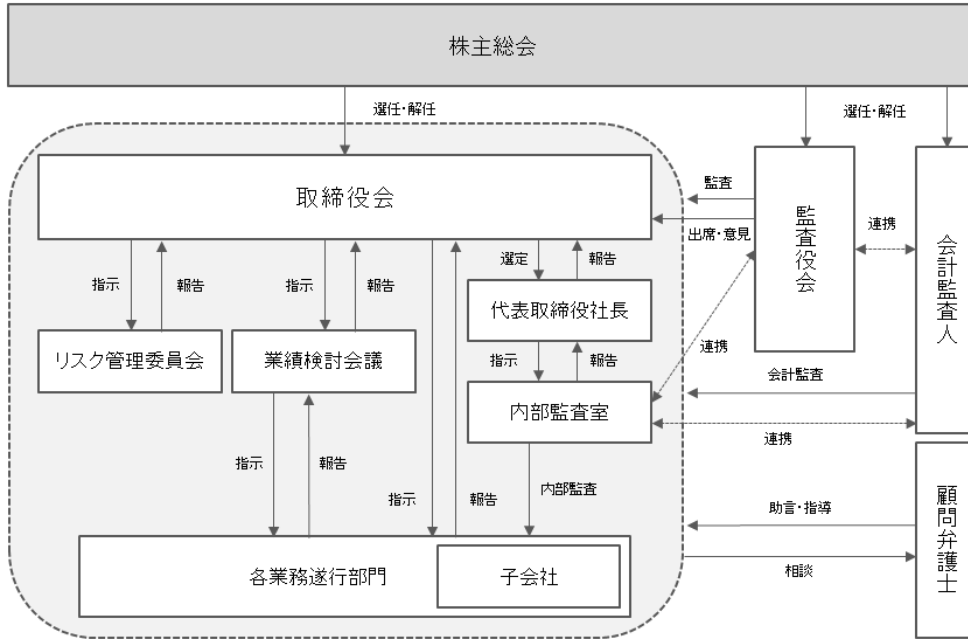 株主総会
選任・解任
選任・解任
取締役会
監査
出席・意見
監査役会
連携
会計監査人
指示
報告
指示
報告
選定
報告
代表取締役社長
リスク管理委員会
業績検討会議
指示
報告
連携
会計監査
内部監査室
連携
指示
報告
指示
報告
内部監査
助言・指導
相談
顧問弁護士
各業務遂行部門
子会社